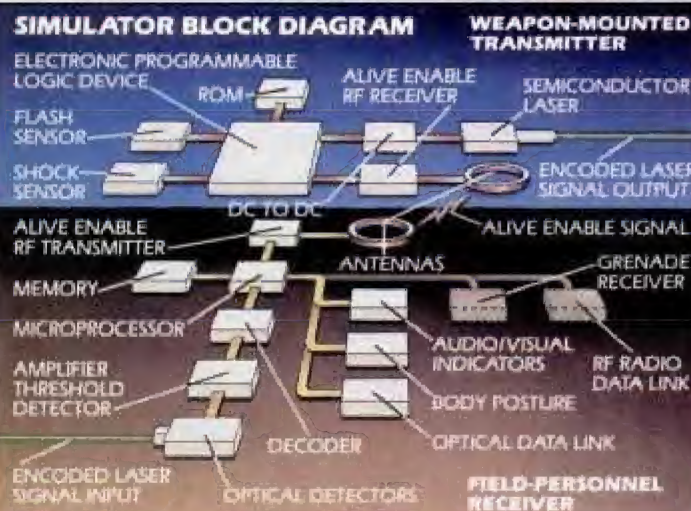 SIMULATOR BLOCK DIAGRAM
WEAPON-MOUNTED
TRANSMITTER
ELECTRONIC PROGRAMMABLE
LOGIC DEVICE
ROM
ALIVE ENABLE
RF RECEIVER
SEMICONDUCTOR
LASER
FLASH
SENSOR
SHOCK
SENSOR
DC TO DC
ENCODED LASER
SIGNAL OUTPUT
ALIVE ENABLE
RF TRANSMITTER
ALIVE ENABLE SIGNAL
ANTENNAS
GRENADE
RECEIVER
MEMORY
MICROPROCESSOR
AUDIO/VISUAL
INDICATORS
RF RADIO
DATA LINK
AMPLIFIER
THRESHOLD
DETECTOR
BODY POSTURE
DECODER
OPTICAL DATA LINK
ENCODED LASER
SIGNAL INPUT
OPTICAL DETECTORS
FIELD-PERSONNEL
RECEIVER